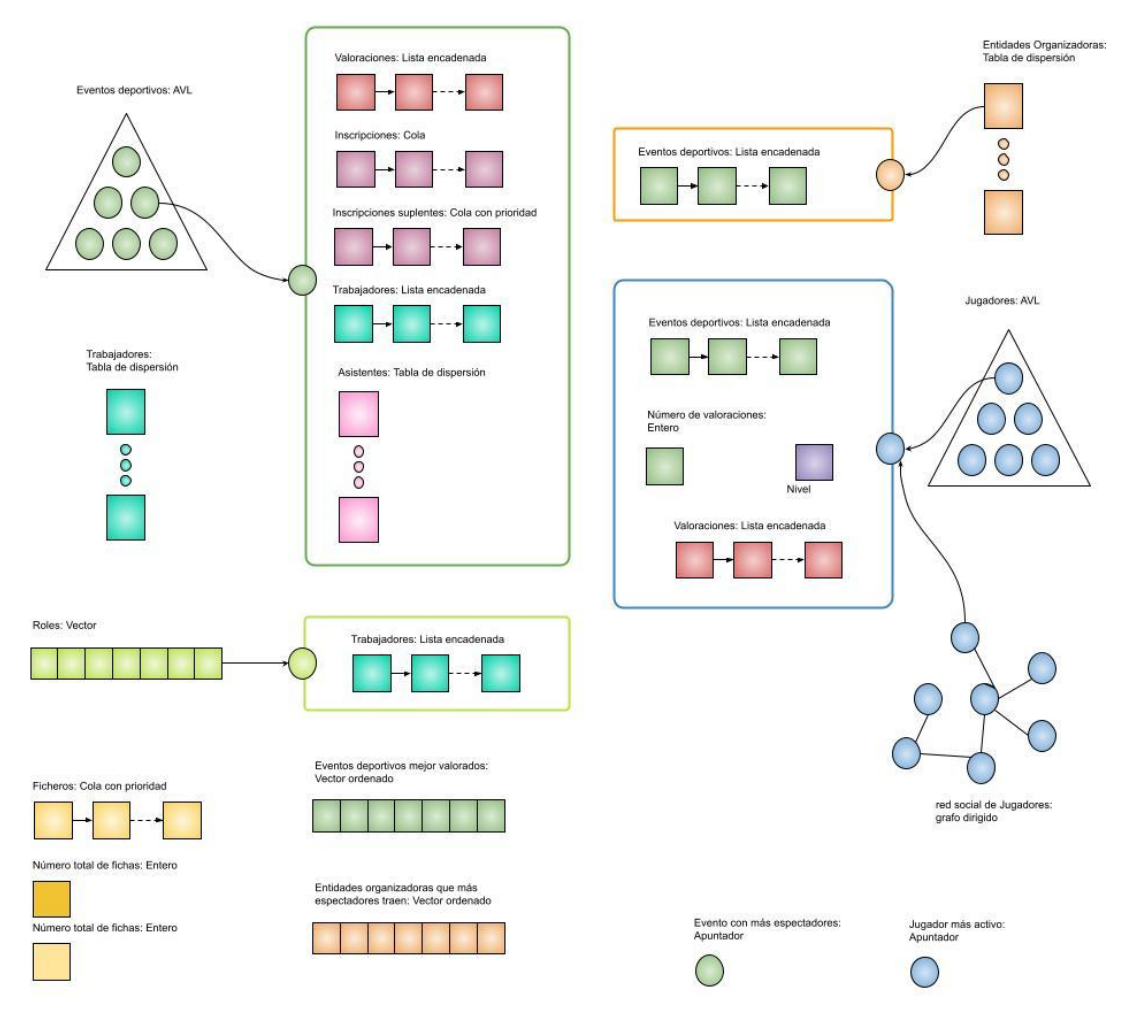 Eventos deportivos: AVL
Valoraciones: Lista encadenada
Inscripciones: Cola
Inscripciones suplentes: Cola con prioridad
Trabajadores: Lista encadenada
Asistentes: Tabla de dispersión
Trabajadores:
Tabla de dispersión
Entidades Organizadoras:
Tabla de dispersión
Eventos deportivos: Lista encadenada
Jugadores: AVL
Eventos deportivos: Lista encadenada
Número de valoraciones:
Entero
Nivel
Valoraciones: Lista encadenada
Roles: Vector
Trabajadores: Lista encadenada
red social de Jugadores:
grafo dirigido
Ficheros: Cola con prioridad
Número total de fichas: Entero
Número total de fichas: Entero
Eventos deportivos mejor valorados:
Vector ordenado
Entidades organizadoras que más
espectadores traen: Vector ordenado
Evento con más espectadores:
Apuntador
Jugador más activo:
Apuntador